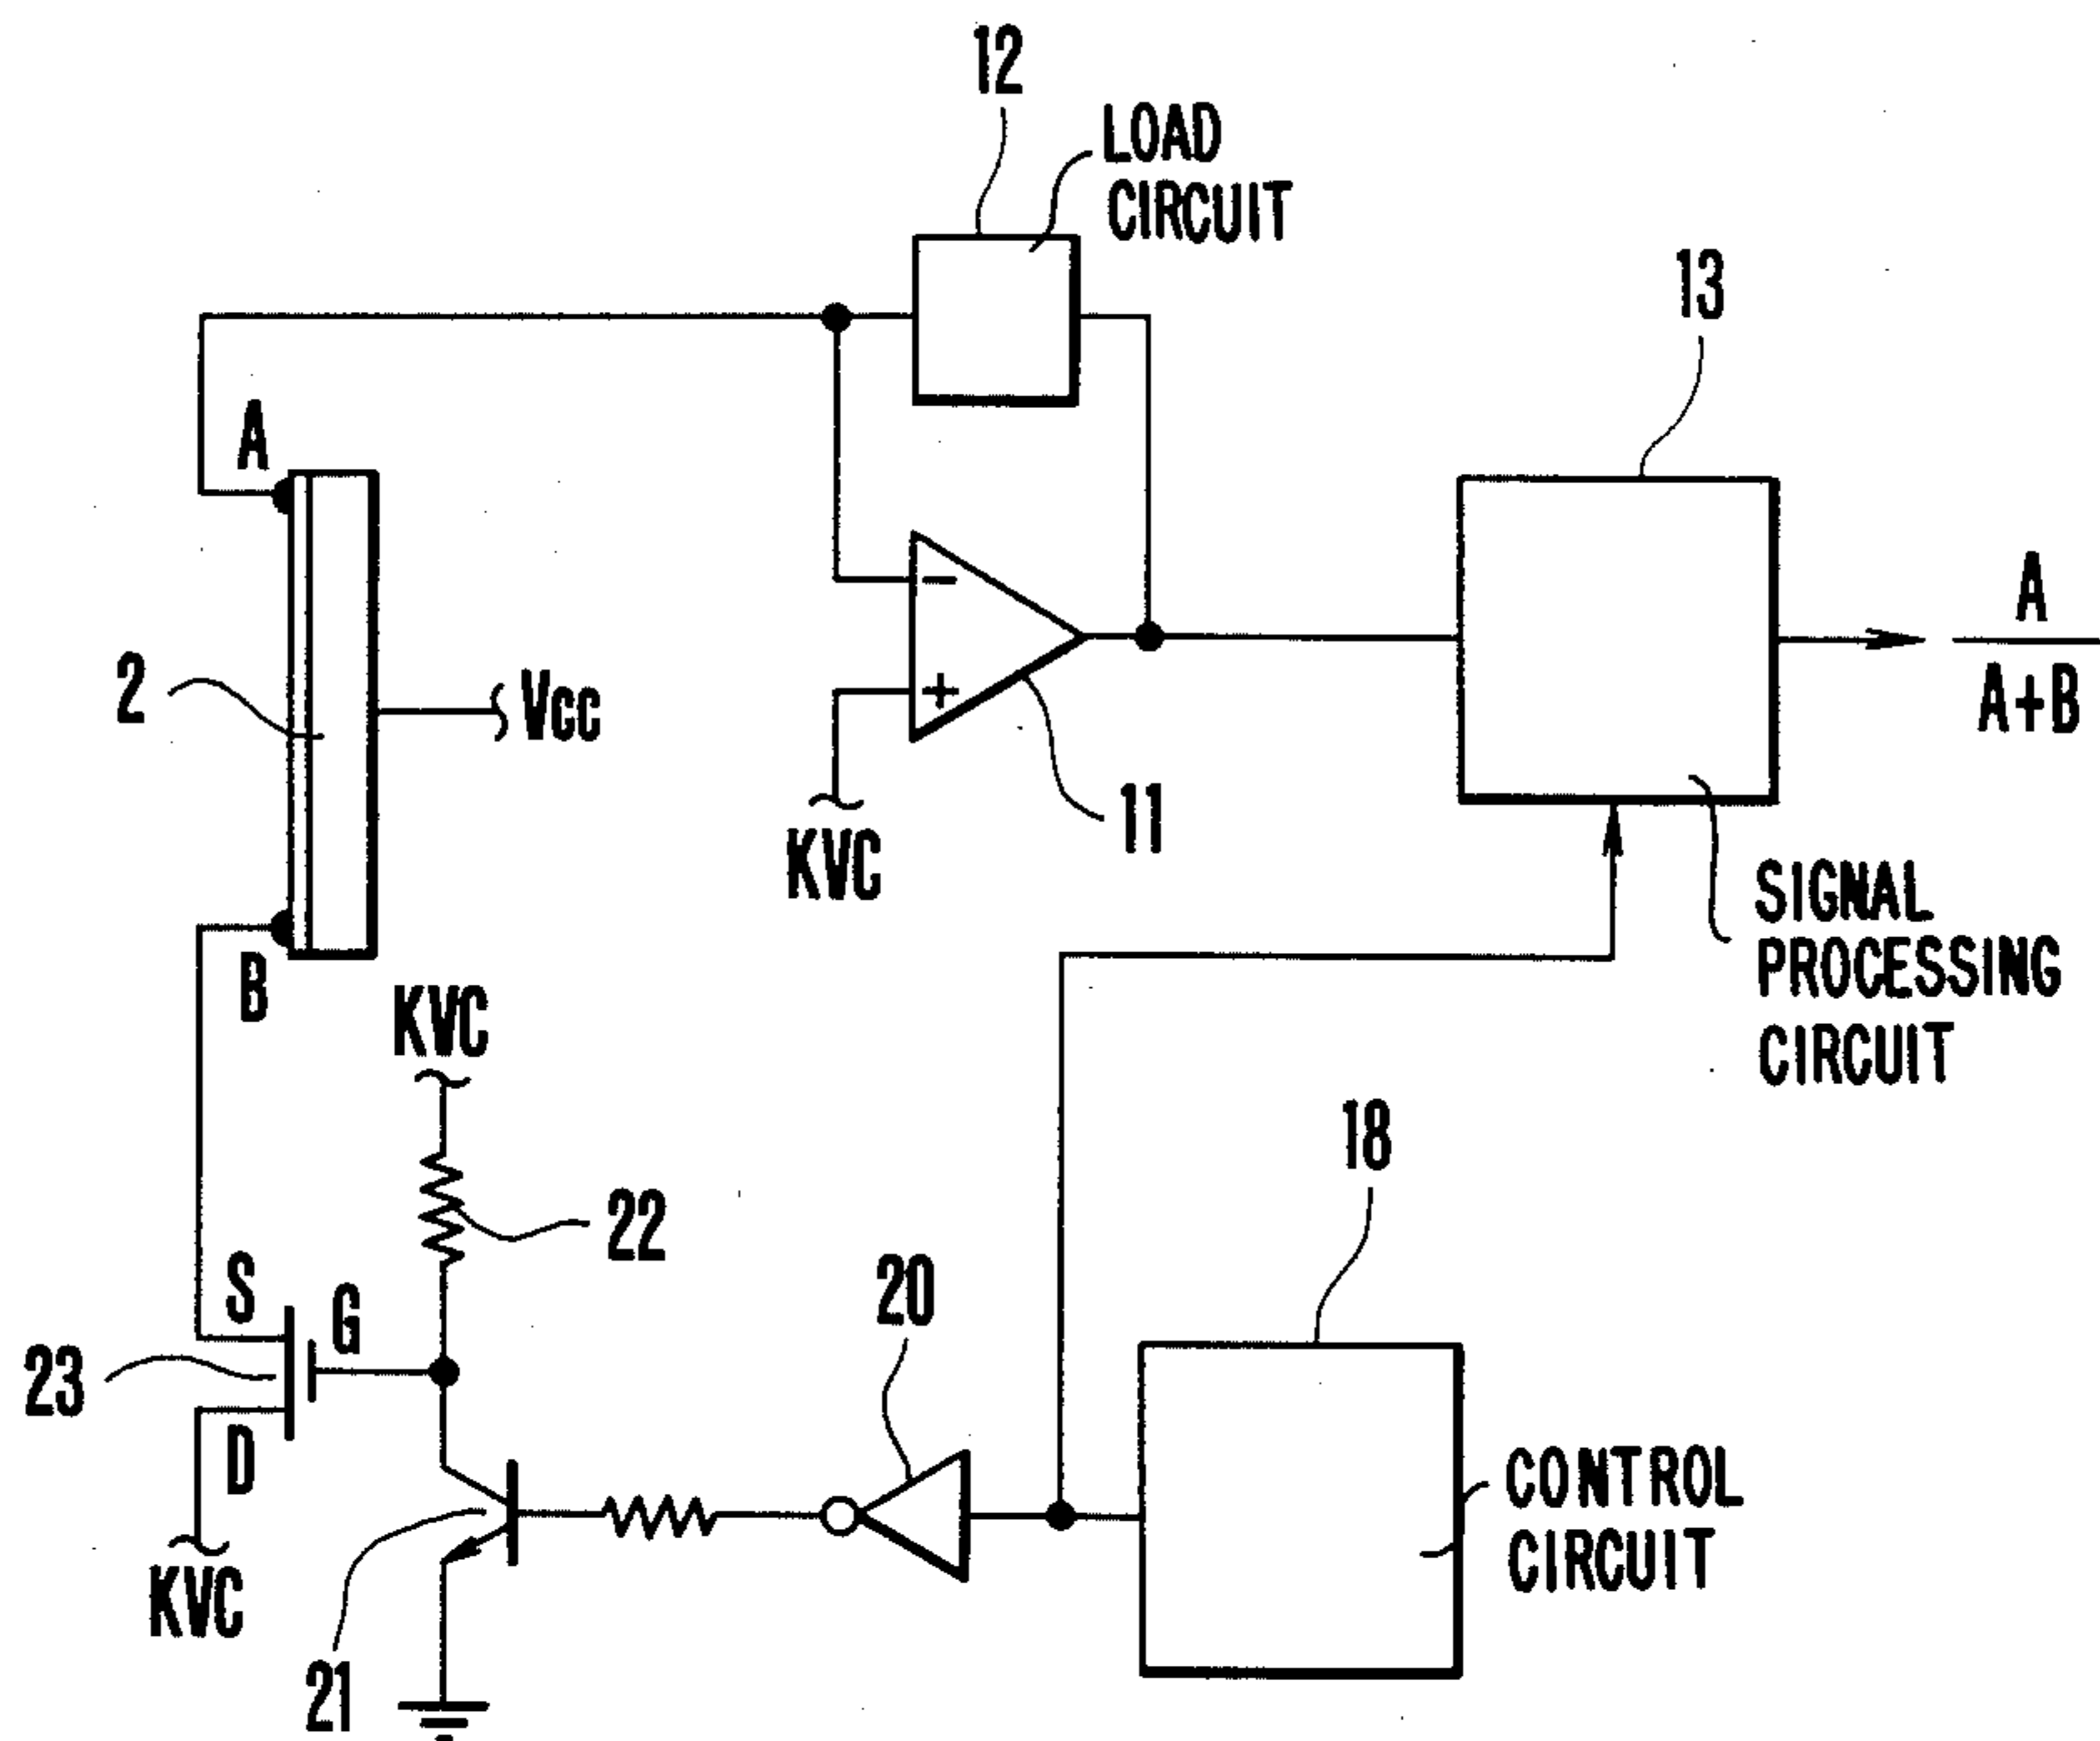 12
LOAD
CIRCUIT
13
A
2
Vcc
A
A+B
11
KVC
SIGNAL
PROCESSING
CIRCUIT
B
KVC
18
22
20
S
G
23
D
CONTROL
CIRCUIT
KVC
21